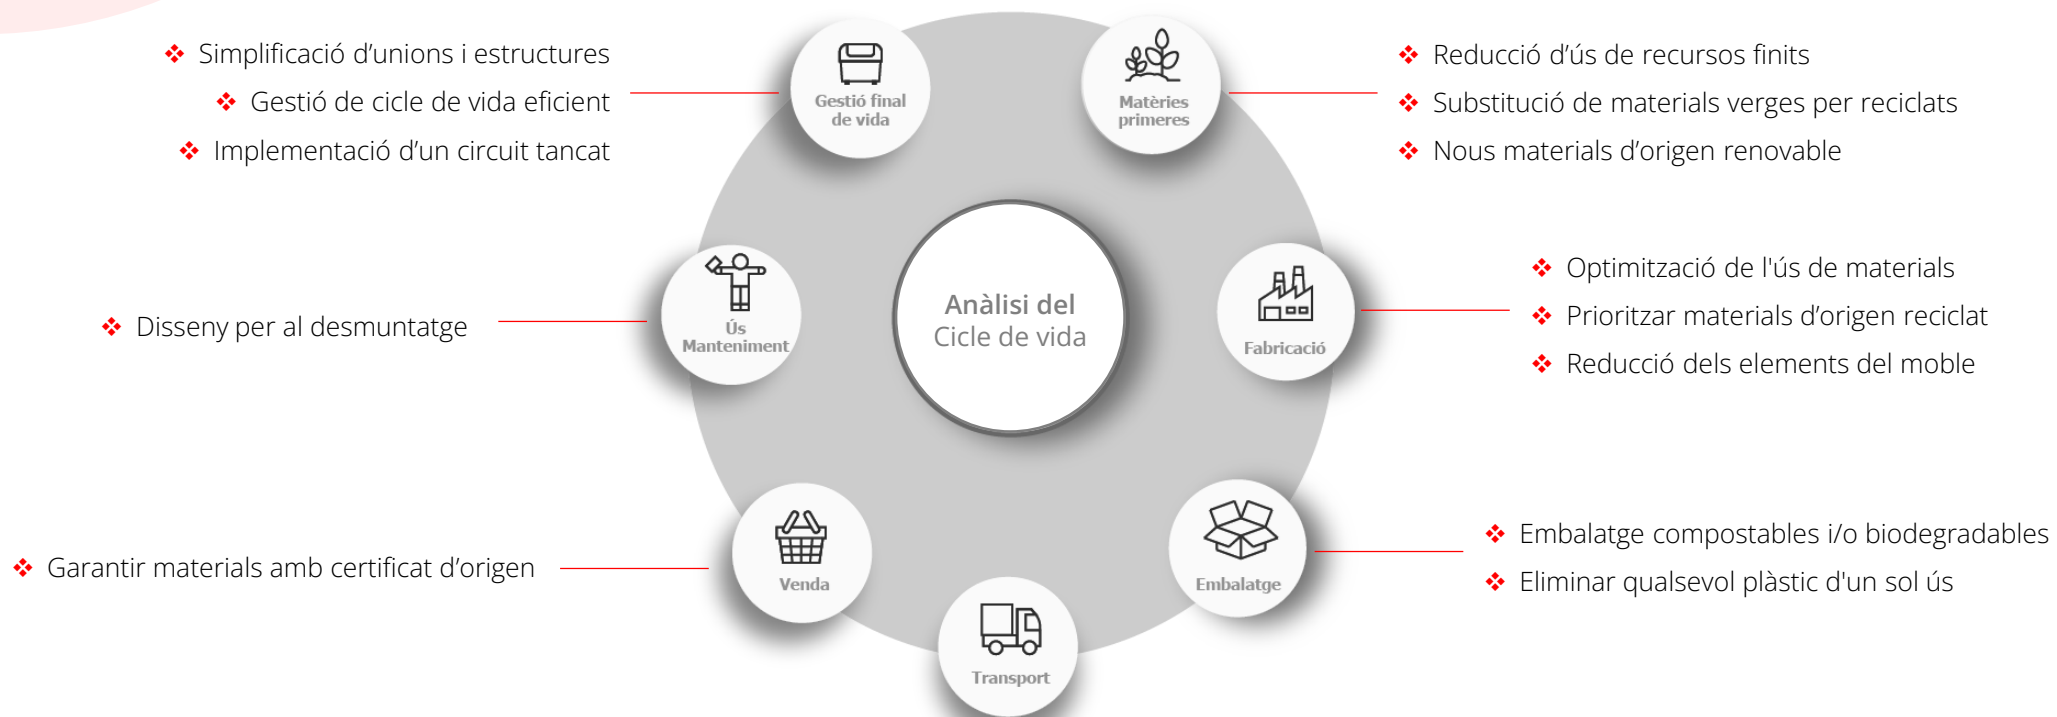 Simplificació d’unions i estructures
Gestió de cicle de vida eficient
Implementació d’un circuit tancat
Gestió final
de vida
Matèries
primeres
Reducció d’ús de recursos finits
Substitució de materials verges per reciclats
Nous materials d’origen renovable
Disseny per al desmuntatge
Ús
Manteniment
Anàlisi del
Cicle de vida
Fabricació
Optimització de l'ús de materials
Prioritzar materials d’origen reciclat
Reducció dels elements del moble
Garantir materials amb certificat d’origen
Venda
Transport
Embalatge
Embalatge compostables i/o biodegradables
Eliminar qualsevol plàstic d'un sol ús